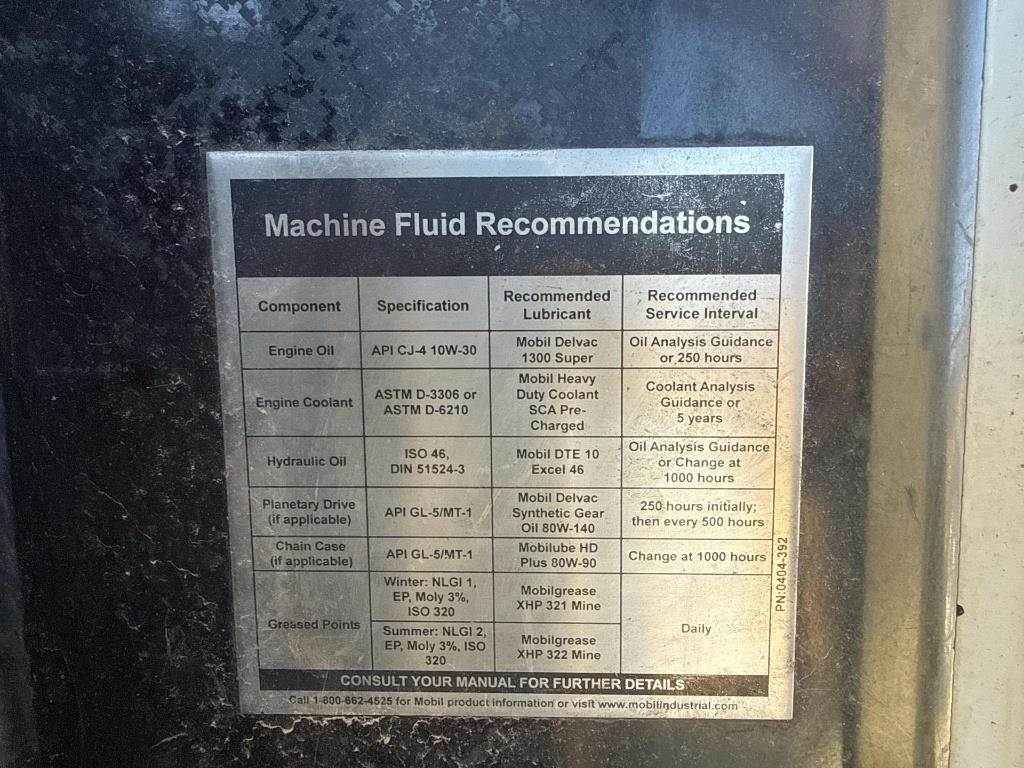 Machine Fluid Recommendations
Component
Specification
Recommended
Lubricant
Recommended
Service Interval
Engine Oil
API CJ-4 10W-30
Mobil Delvac
1300 Super
Oil Analysis Guidance
or 250 hours
Engine Coolant
ASTM D-3306 or
ASTM D-6210
Mobil Heavy
Duty Coolant
SCA Pre-
Charged
Coolant Analysis
Guidance or
5 years
Hydraulic Oil
ISO 46,
DIN 51524-3
Mobil DTE 10
Excel 46
Oil Analysis Guidance
or Change at
1000 hours
Planetary Drive
(if applicable)
API GL-5/MT-1
Mobil Delvac
Synthetic Gear
Oil 80W-140
250 hours initially;
then every 500 hours
Chain Case
(if applicable)
API GL-5/MT-1
Mobilube HD
Plus 80W-90
Change at 1000 hours
Greased Points
Winter: NLGI 1,
EP, Moly 3%,
ISO 320
Mobilgrease
XHP 321 Mine
Summer: NLGI 2,
EP, Moly 3%, ISO
320
Mobilgrease
XHP 322 Mine
Daily
PN:0404-392
CONSULT YOUR MANUAL FOR FURTHER DETAILS
Call 1-800-662-4525 for Mobil product information or visit www.mobilindustrial.com